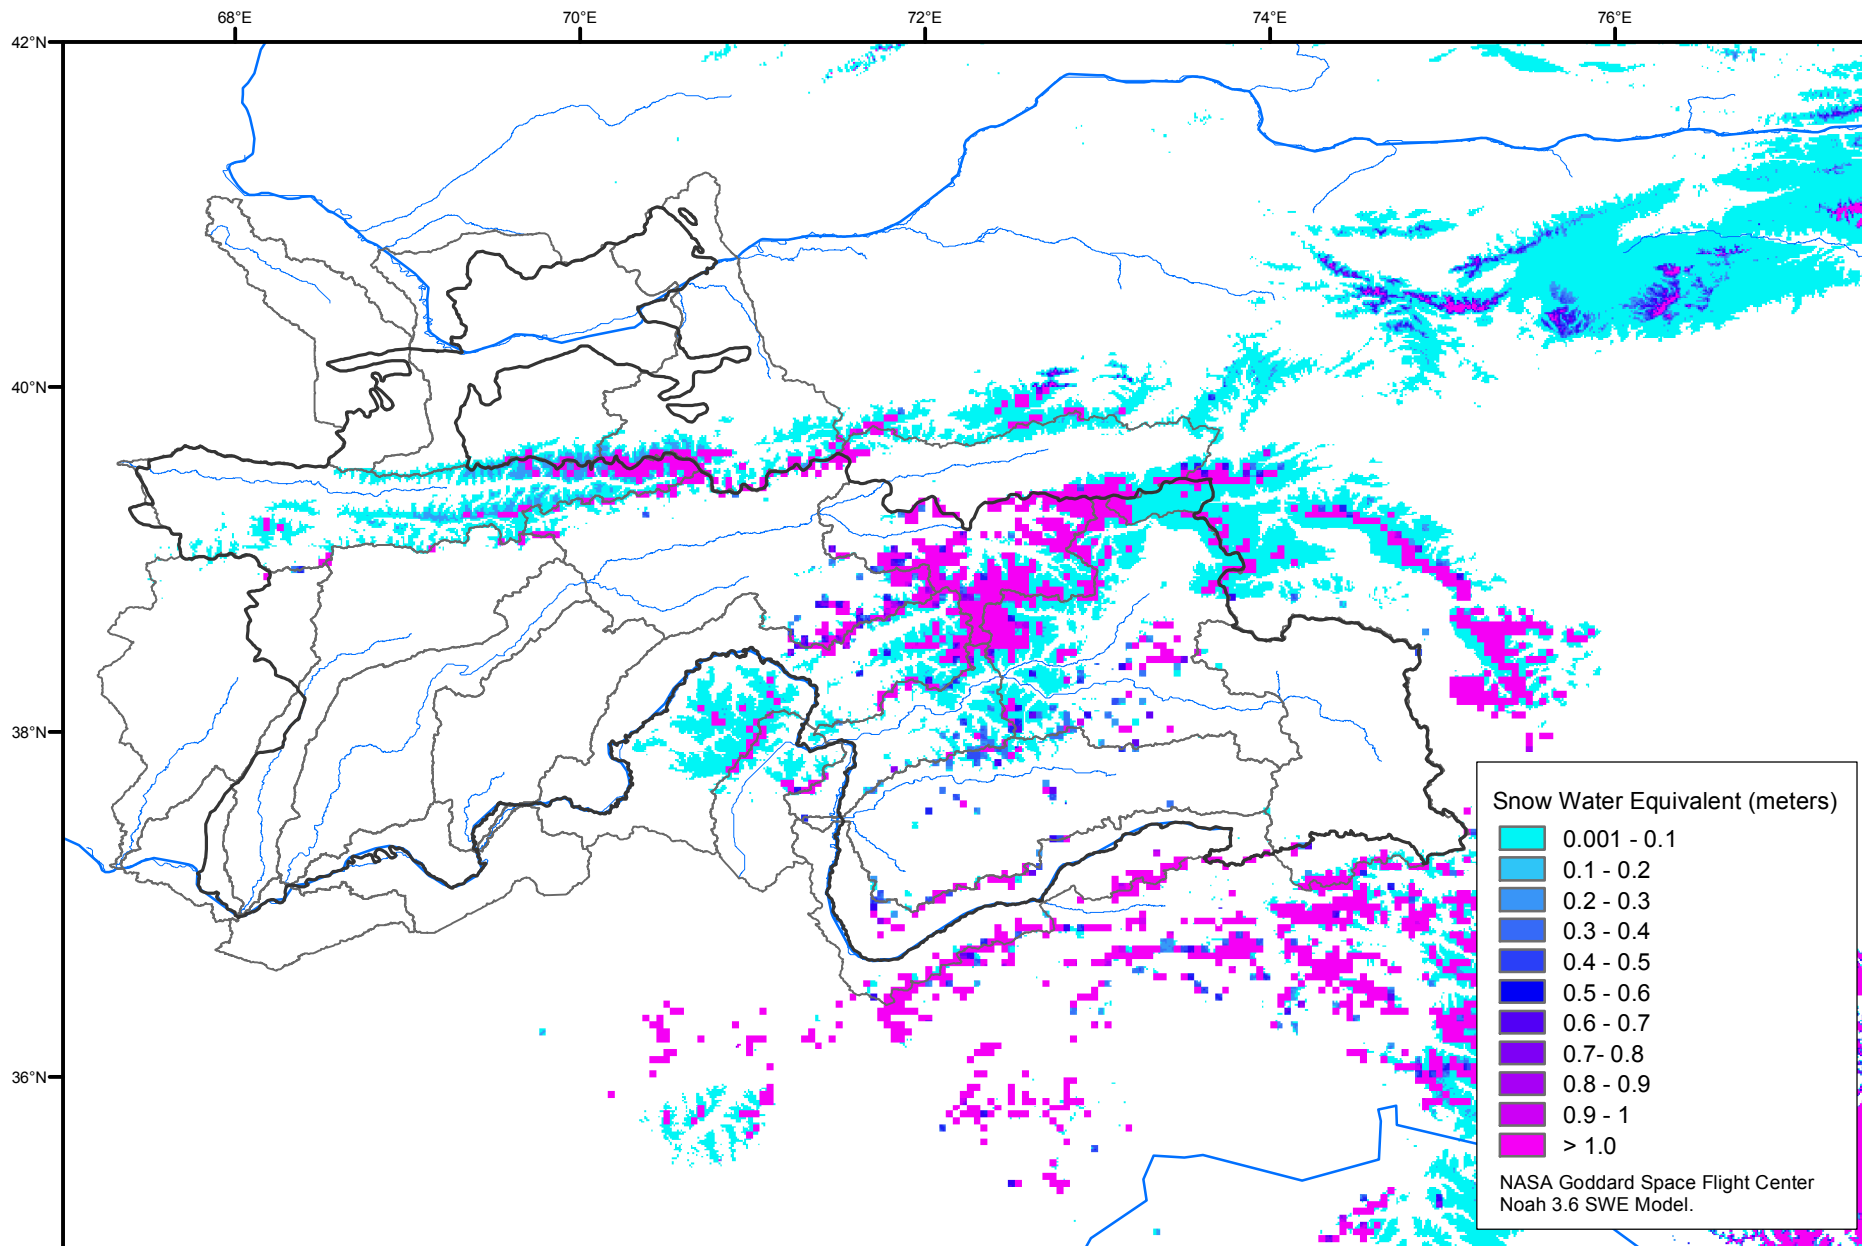 68°E
70°E
72°E
74°E
76°E
42°N
40°N
38°N
36°N
Snow Water Equivalent (meters)
0.001 - 0.1
0.1 - 0.2
0.2 - 0.3
0.3 - 0.4
0.4 - 0.5
0.5 - 0.6
0.6 - 0.7
0.7- 0.8
0.8 - 0.9
0.9 - 1
> 1.0
NASA Goddard Space Flight Center
Noah 3.6 SWE Model.